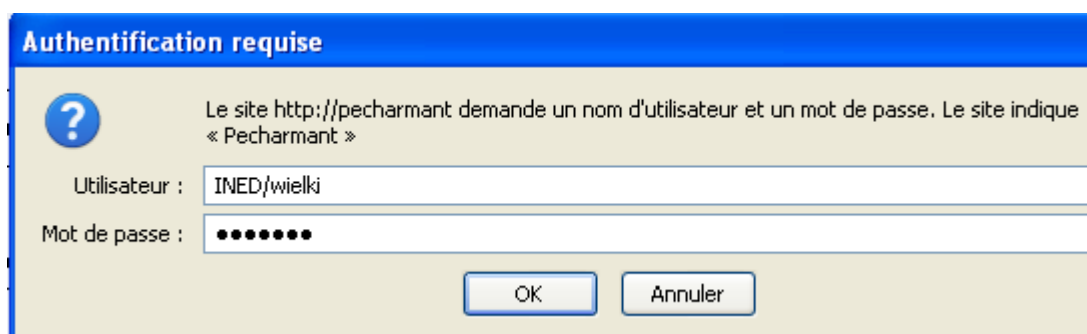 Authentification requise
Le site http://pecharmant demande un nom d'utilisateur et un mot de passe. Le site indique
« Pecharmant »
Utilisateur : INED/wielki
Mot de passe : •••••••
OK Annuler